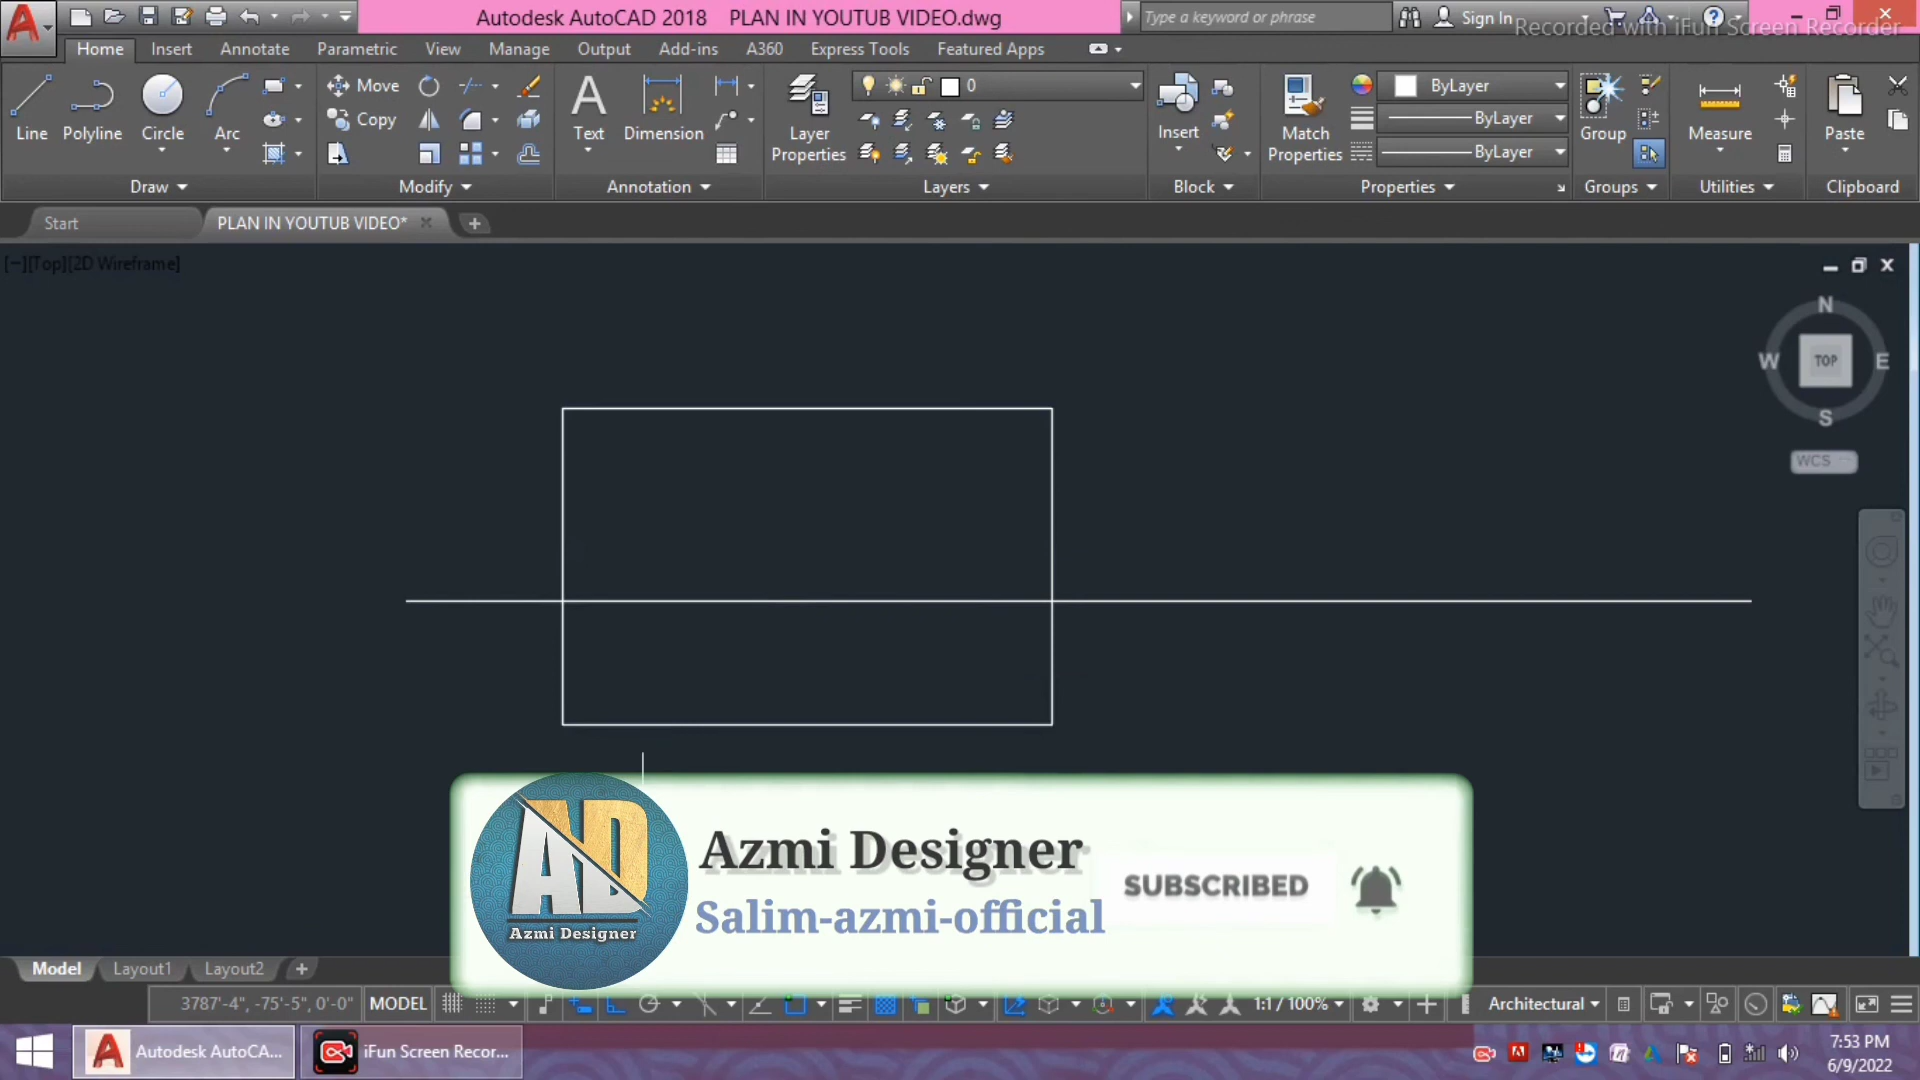 Autodesk AutoCAD 2018 PLAN IN YOUTUB VIDEO.dwg
Type a keyword or phrase
Sign In
Recorded with iFun Screen Recorder
Home Insert Annotate Parametric View Manage Output Add-ins A360 Express Tools Featured Apps
Move
0
ByLayer
Copy
ByLayer
Line Polyline Circle Arc
Text Dimension
Layer Properties
Insert
Match Properties
ByLayer
Group
Measure
Paste
Draw Modify Annotation Layers Block Properties Groups Utilities Clipboard
Start PLAN IN YOUTUB VIDEO*
[−][Top][2D Wireframe]
N
W TOP E
S
WCS
Azmi Designer
Salim-azmi-official
SUBSCRIBED
AD
Azmi Designer
Model Layout1 Layout2
3787'-4", -75'-5", 0'-0" MODEL 1:1 / 100% Architectural
Autodesk AutoCA... iFun Screen Recor...
7:53 PM
6/9/2022